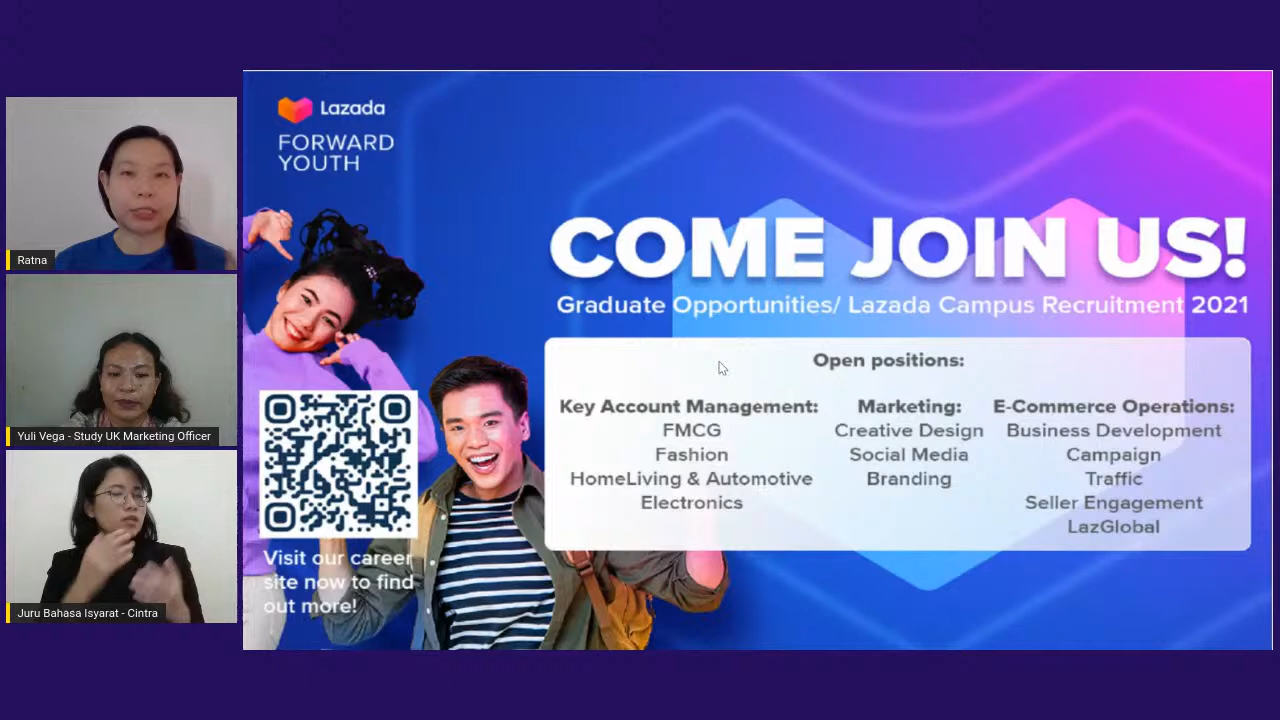 Ratna
Yuli Vega - Study UK Marketing Officer
Juru Bahasa Isyarat - Cintra
Lazada
FORWARD
YOUTH
COME JOIN US!
Graduate Opportunities/ Lazada Campus Recruitment 2021
Open positions:
Key Account Management:
FMCG
Fashion
HomeLiving & Automotive
Electronics
Marketing:
Creative Design
Social Media
Branding
E-Commerce Operations:
Business Development
Campaign
Traffic
Seller Engagement
LazGlobal
Visit our career
site now to find
out more!